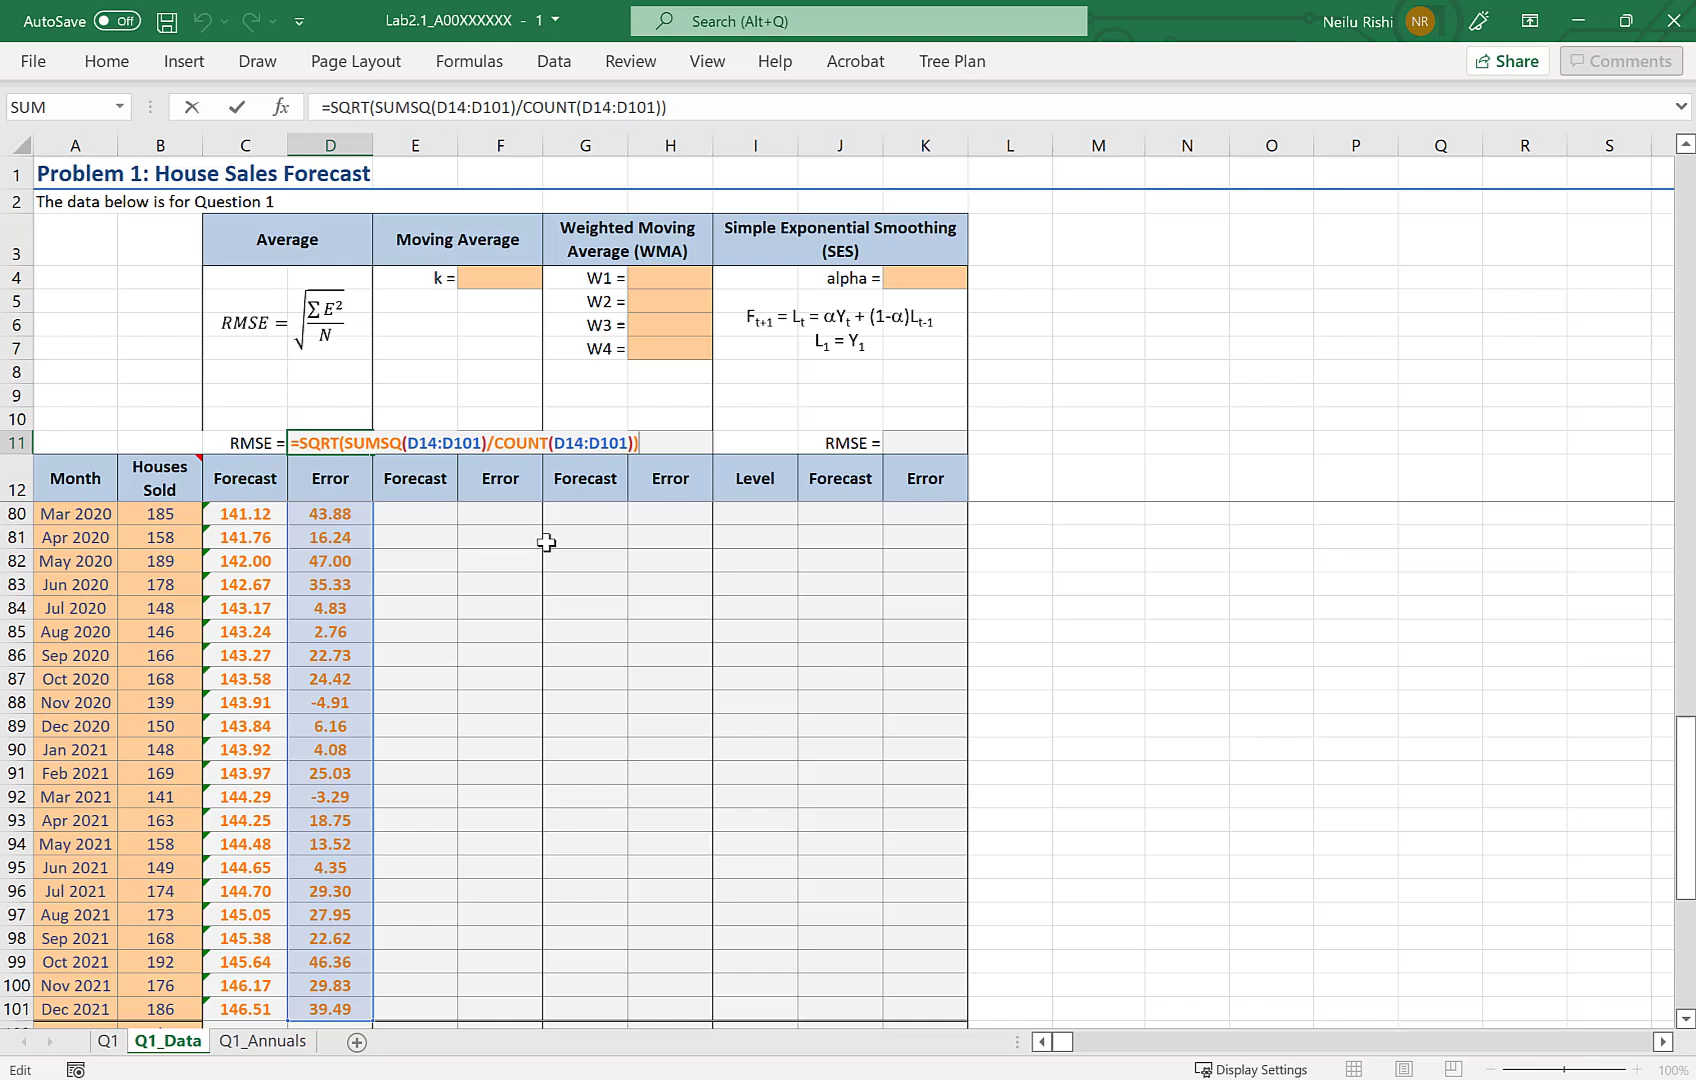 AutoSave Off Lab2.1_A00XXXXXX - 1 Search (Alt+Q) Neilu Rishi NR
File Home Insert Draw Page Layout Formulas Data Review View Help Acrobat Tree Plan Share Comments
SUM fx =SQRT(SUMSQ(D14:D101)/COUNT(D14:D101))
A B C D E F G H I J K L M N O P Q R S
1 Problem 1: House Sales Forecast
2 The data below is for Question 1
3 Average Moving Average Weighted Moving Average (WMA) Simple Exponential Smoothing (SES)
4 k = W1 = alpha =
5 W2 =
6 RMSE = √(∑ E² / N) W3 = Fₜ₊₁ = Lₜ = αYₜ + (1-α)Lₜ₋₁
7 W4 = L₁ = Y₁
8
9
10
11 RMSE = =SQRT(SUMSQ(D14:D101)/COUNT(D14:D101)) RMSE =
12 Month Houses Sold Forecast Error Forecast Error Forecast Error Level Forecast Error
80 Mar 2020 185 141.12 43.88
81 Apr 2020 158 141.76 16.24
82 May 2020 189 142.00 47.00
83 Jun 2020 178 142.67 35.33
84 Jul 2020 148 143.17 4.83
85 Aug 2020 146 143.24 2.76
86 Sep 2020 166 143.27 22.73
87 Oct 2020 168 143.58 24.42
88 Nov 2020 139 143.91 -4.91
89 Dec 2020 150 143.84 6.16
90 Jan 2021 148 143.92 4.08
91 Feb 2021 169 143.97 25.03
92 Mar 2021 141 144.29 -3.29
93 Apr 2021 163 144.25 18.75
94 May 2021 158 144.48 13.52
95 Jun 2021 149 144.65 4.35
96 Jul 2021 174 144.70 29.30
97 Aug 2021 173 145.05 27.95
98 Sep 2021 168 145.38 22.62
99 Oct 2021 192 145.64 46.36
100 Nov 2021 176 146.17 29.83
101 Dec 2021 186 146.51 39.49
Q1 Q1_Data Q1_Annuals
Edit Display Settings 100%